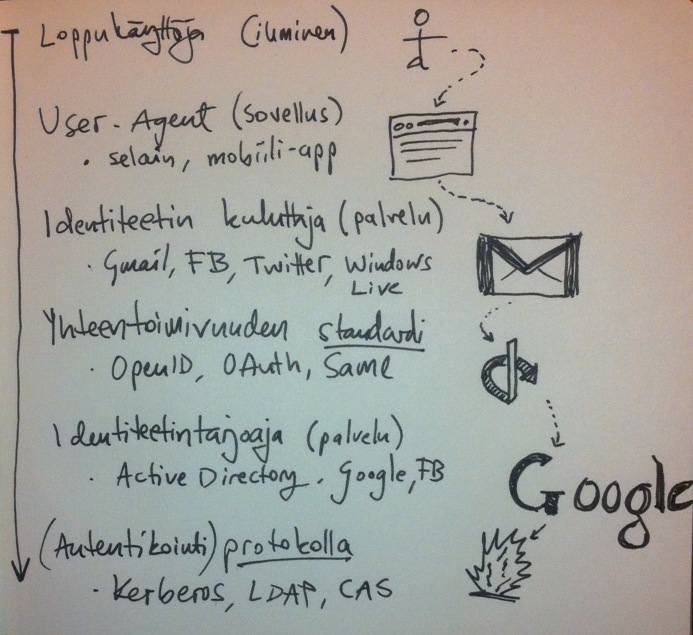 Loppukäyttäjä (ihminen)
User-Agent (sovellus)
• selain, mobiili-app
Identiteetin kuluttaja (palvelu)
• Gmail, FB, Twitter, Windows
Live
Yhteentoimivuuden standardi
• OpenID, OAuth, Same
Identiteetintarjoaja (palvelu)
• Active Directory. Google, FB
Google
(Autentikointi) protokolla
• Kerberos, LDAP, CAS